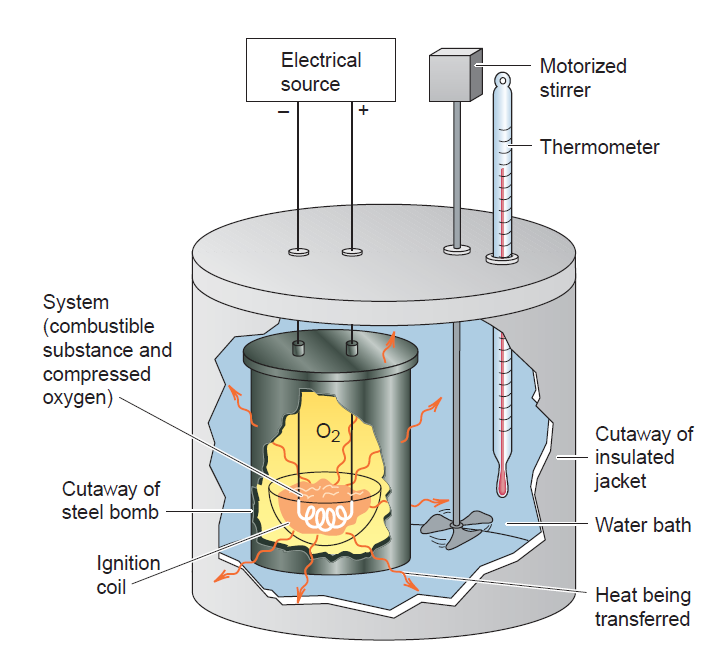 Electrical
source
−
+
Motorized
stirrer
Thermometer
System
(combustible
substance and
compressed
oxygen)
O₂
Cutaway of
steel bomb
Ignition
coil
Cutaway of
insulated
jacket
Water bath
Heat being
transferred